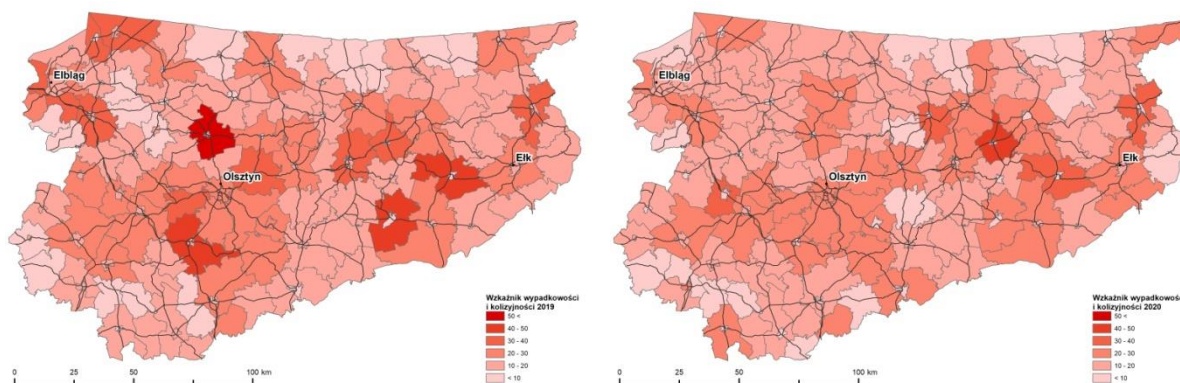 Elbląg
Ełk
Olsztyn
Wzkaźnik wypadkowości
i kolizyjności 2019
50 <
40 - 50
30 - 40
20 - 30
10 - 20
< 10
0 25 50 100 km
Elbląg
Ełk
Olsztyn
Wzkaźnik wypadkowości
i kolizyjności 2020
50 <
40 - 50
30 - 40
20 - 30
10 - 20
< 10
0 25 50 100 km